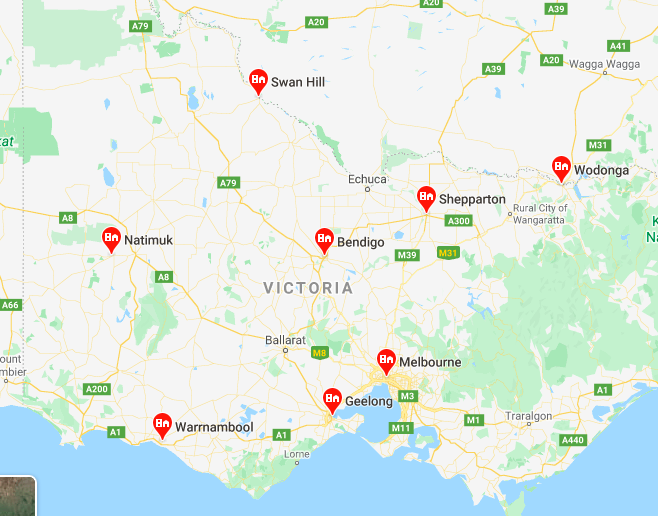 A39
A20
A79
A41
A20
Wagga Wagga
A39
Swan Hill
M31
Wodonga
Echuca
A79
Shepparton
Rural City of
Wangaratta
A8
A300
Natimuk
Bendigo
M39
M31
A8
VICTORIA
A66
Ballarat
M8
Melbourne
A200
A1
M3
Geelong
Traralgon
M1
Warrnambool
A1
A1
M11
A440
Lorne